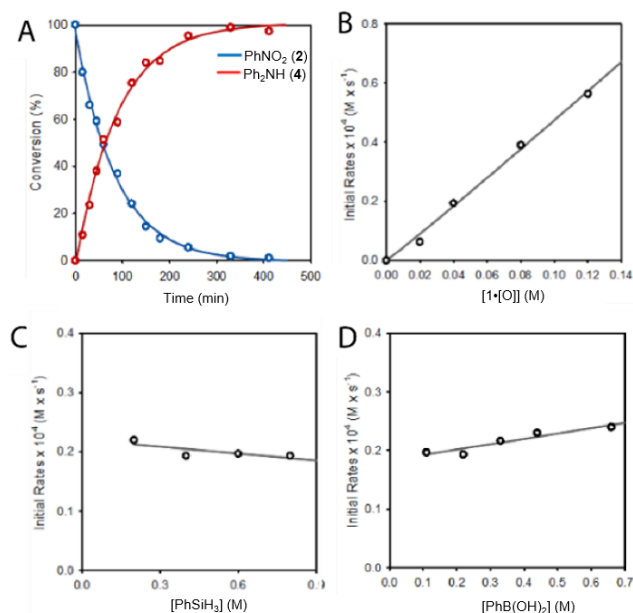 A
PhNO₂ (2)
Ph₂NH (4)
Conversion (%)
100
80
60
40
20
0
0 100 200 300 400 500
Time (min)
B
Initial Rates x 10⁻⁴ (M x s⁻¹)
0.8
0.6
0.4
0.2
0.0
0.00 0.02 0.04 0.06 0.08 0.10 0.12 0.14
[1•[O]] (M)
C
Initial Rates x 10⁻⁴ (M x s⁻¹)
0.4
0.3
0.2
0.1
0.0
0.0 0.3 0.6 0.9
[PhSiH₃] (M)
D
Initial Rates x 10⁻⁴ (M x s⁻¹)
0.4
0.3
0.2
0.1
0.0
0.0 0.1 0.2 0.3 0.4 0.5 0.6 0.7
[PhB(OH)₂] (M)